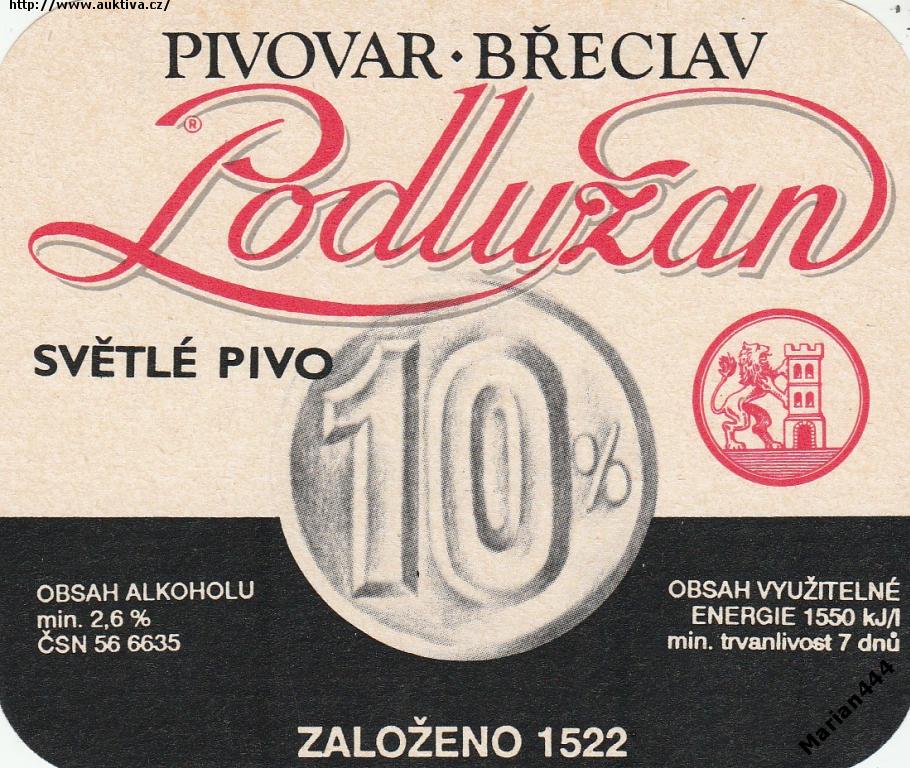 http://www.auktiva.cz/
PIVOVAR · BŘECLAV
Podlužan
®
SVĚTLÉ PIVO
10%
OBSAH ALKOHOLU
min. 2,6 %
ČSN 56 6635
OBSAH VYUŽITELNÉ
ENERGIE 1550 kJ/l
min. trvanlivost 7 dnů
ZALOŽENO 1522
Marian444